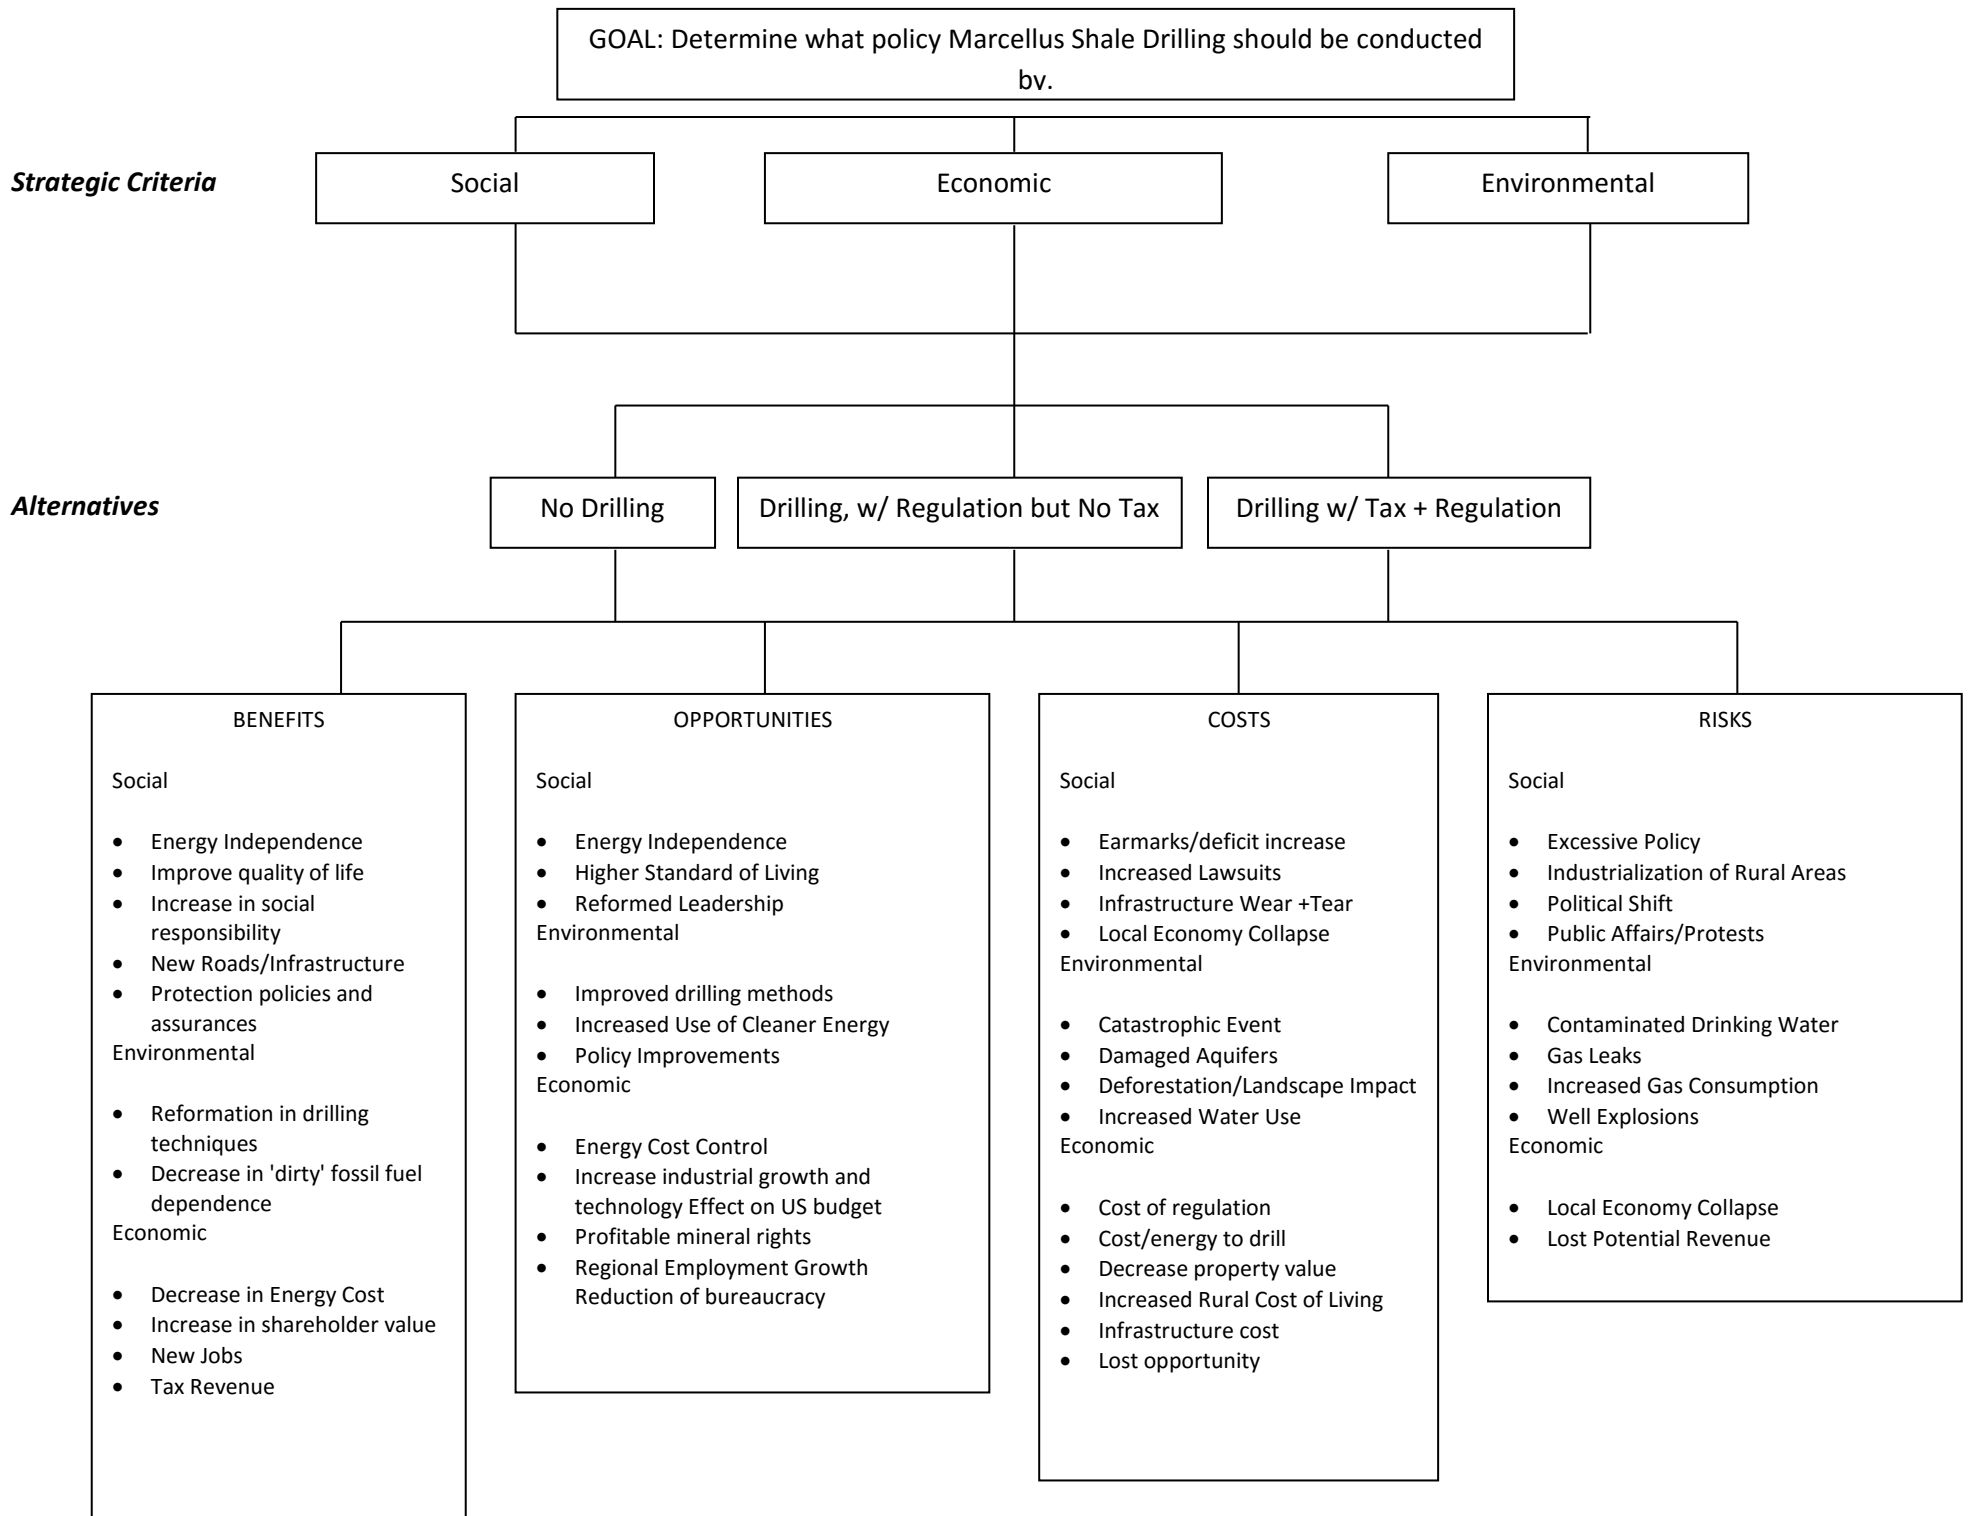 GOAL: Determine what policy Marcellus Shale Drilling should be conducted
by.
Strategic Criteria
Social
Economic
Environmental
Alternatives
No Drilling
Drilling, w/ Regulation but No Tax
Drilling w/ Tax + Regulation
BENEFITS
Social
• Energy Independence
• Improve quality of life
• Increase in social
responsibility
• New Roads/Infrastructure
• Protection policies and
assurances
Environmental
• Reformation in drilling
techniques
• Decrease in 'dirty' fossil fuel
dependence
Economic
• Decrease in Energy Cost
• Increase in shareholder value
• New Jobs
• Tax Revenue
OPPORTUNITIES
Social
• Energy Independence
• Higher Standard of Living
• Reformed Leadership
Environmental
• Improved drilling methods
• Increased Use of Cleaner Energy
• Policy Improvements
Economic
• Energy Cost Control
• Increase industrial growth and
technology Effect on US budget
• Profitable mineral rights
• Regional Employment Growth
Reduction of bureaucracy
COSTS
Social
• Earmarks/deficit increase
• Increased Lawsuits
• Infrastructure Wear +Tear
• Local Economy Collapse
Environmental
• Catastrophic Event
• Damaged Aquifers
• Deforestation/Landscape Impact
• Increased Water Use
Economic
• Cost of regulation
• Cost/energy to drill
• Decrease property value
• Increased Rural Cost of Living
• Infrastructure cost
• Lost opportunity
RISKS
Social
• Excessive Policy
• Industrialization of Rural Areas
• Political Shift
• Public Affairs/Protests
Environmental
• Contaminated Drinking Water
• Gas Leaks
• Increased Gas Consumption
• Well Explosions
Economic
• Local Economy Collapse
• Lost Potential Revenue